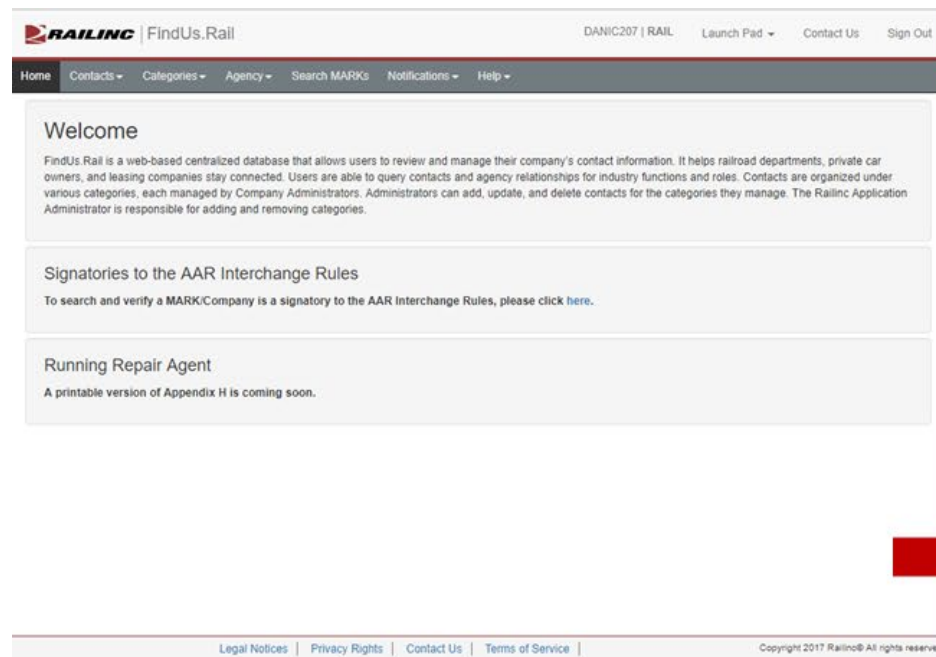 RAILINC | FindUs.Rail DANIC207 | RAIL Launch Pad Contact Us Sign Out
Home Contacts Categories Agency Search MARKs Notifications Help
Welcome
FindUs.Rail is a web-based centralized database that allows users to review and manage their company's contact information. It helps railroad departments, private car
owners, and leasing companies stay connected. Users are able to query contacts and agency relationships for industry functions and roles. Contacts are organized under
various categories, each managed by Company Administrators. Administrators can add, update, and delete contacts for the categories they manage. The Railinc Application
Administrator is responsible for adding and removing categories.
Signatories to the AAR Interchange Rules
To search and verify a MARK/Company is a signatory to the AAR Interchange Rules, please click here.
Running Repair Agent
A printable version of Appendix H is coming soon.
Legal Notices | Privacy Rights | Contact Us | Terms of Service | Copyright 2017 Railinc® All rights reserve